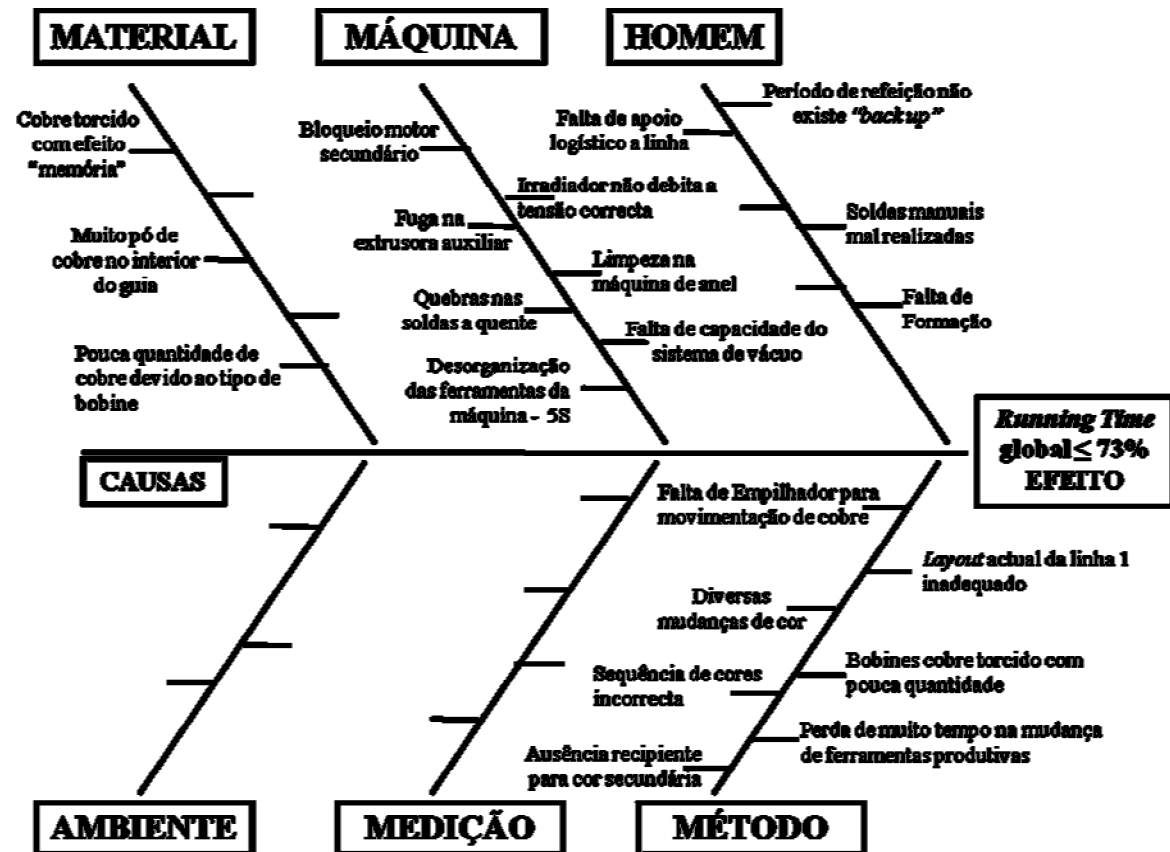 MATERIAL
MÁQUINA
HOMEM
Cobre torcido
com efeito
"memória"
Muito pó de
cobre no interior
do guia
Pouca quantidade de
cobre devido ao tipo de
bobine
Bloqueio motor
secundário
Irradiador não debita a
tensão correcta
Fuga na
extrusora auxiliar
Limpeza na
máquina de anel
Quebras nas
soldas a quente
Falta de capacidade do
sistema de vácuo
Desorganização
das ferramentas da
máquina - 5S
Período de refeição não
existe "back up"
Falta de apoio
logístico a linha
Soldas manuais
mal realizadas
Falta de
Formação
Running Time
global ≤ 73%
EFEITO
CAUSAS
Falta de Empilhador para
movimentação de cobre
Layout actual da linha 1
inadequado
Diversas
mudanças de cor
Bobines cobre torcido com
pouca quantidade
Sequência de cores
incorrecta
Perda de muito tempo na mudança
de ferramentas produtivas
Ausência recipiente
para cor secundária
AMBIENTE
MEDIÇÃO
MÉTODO